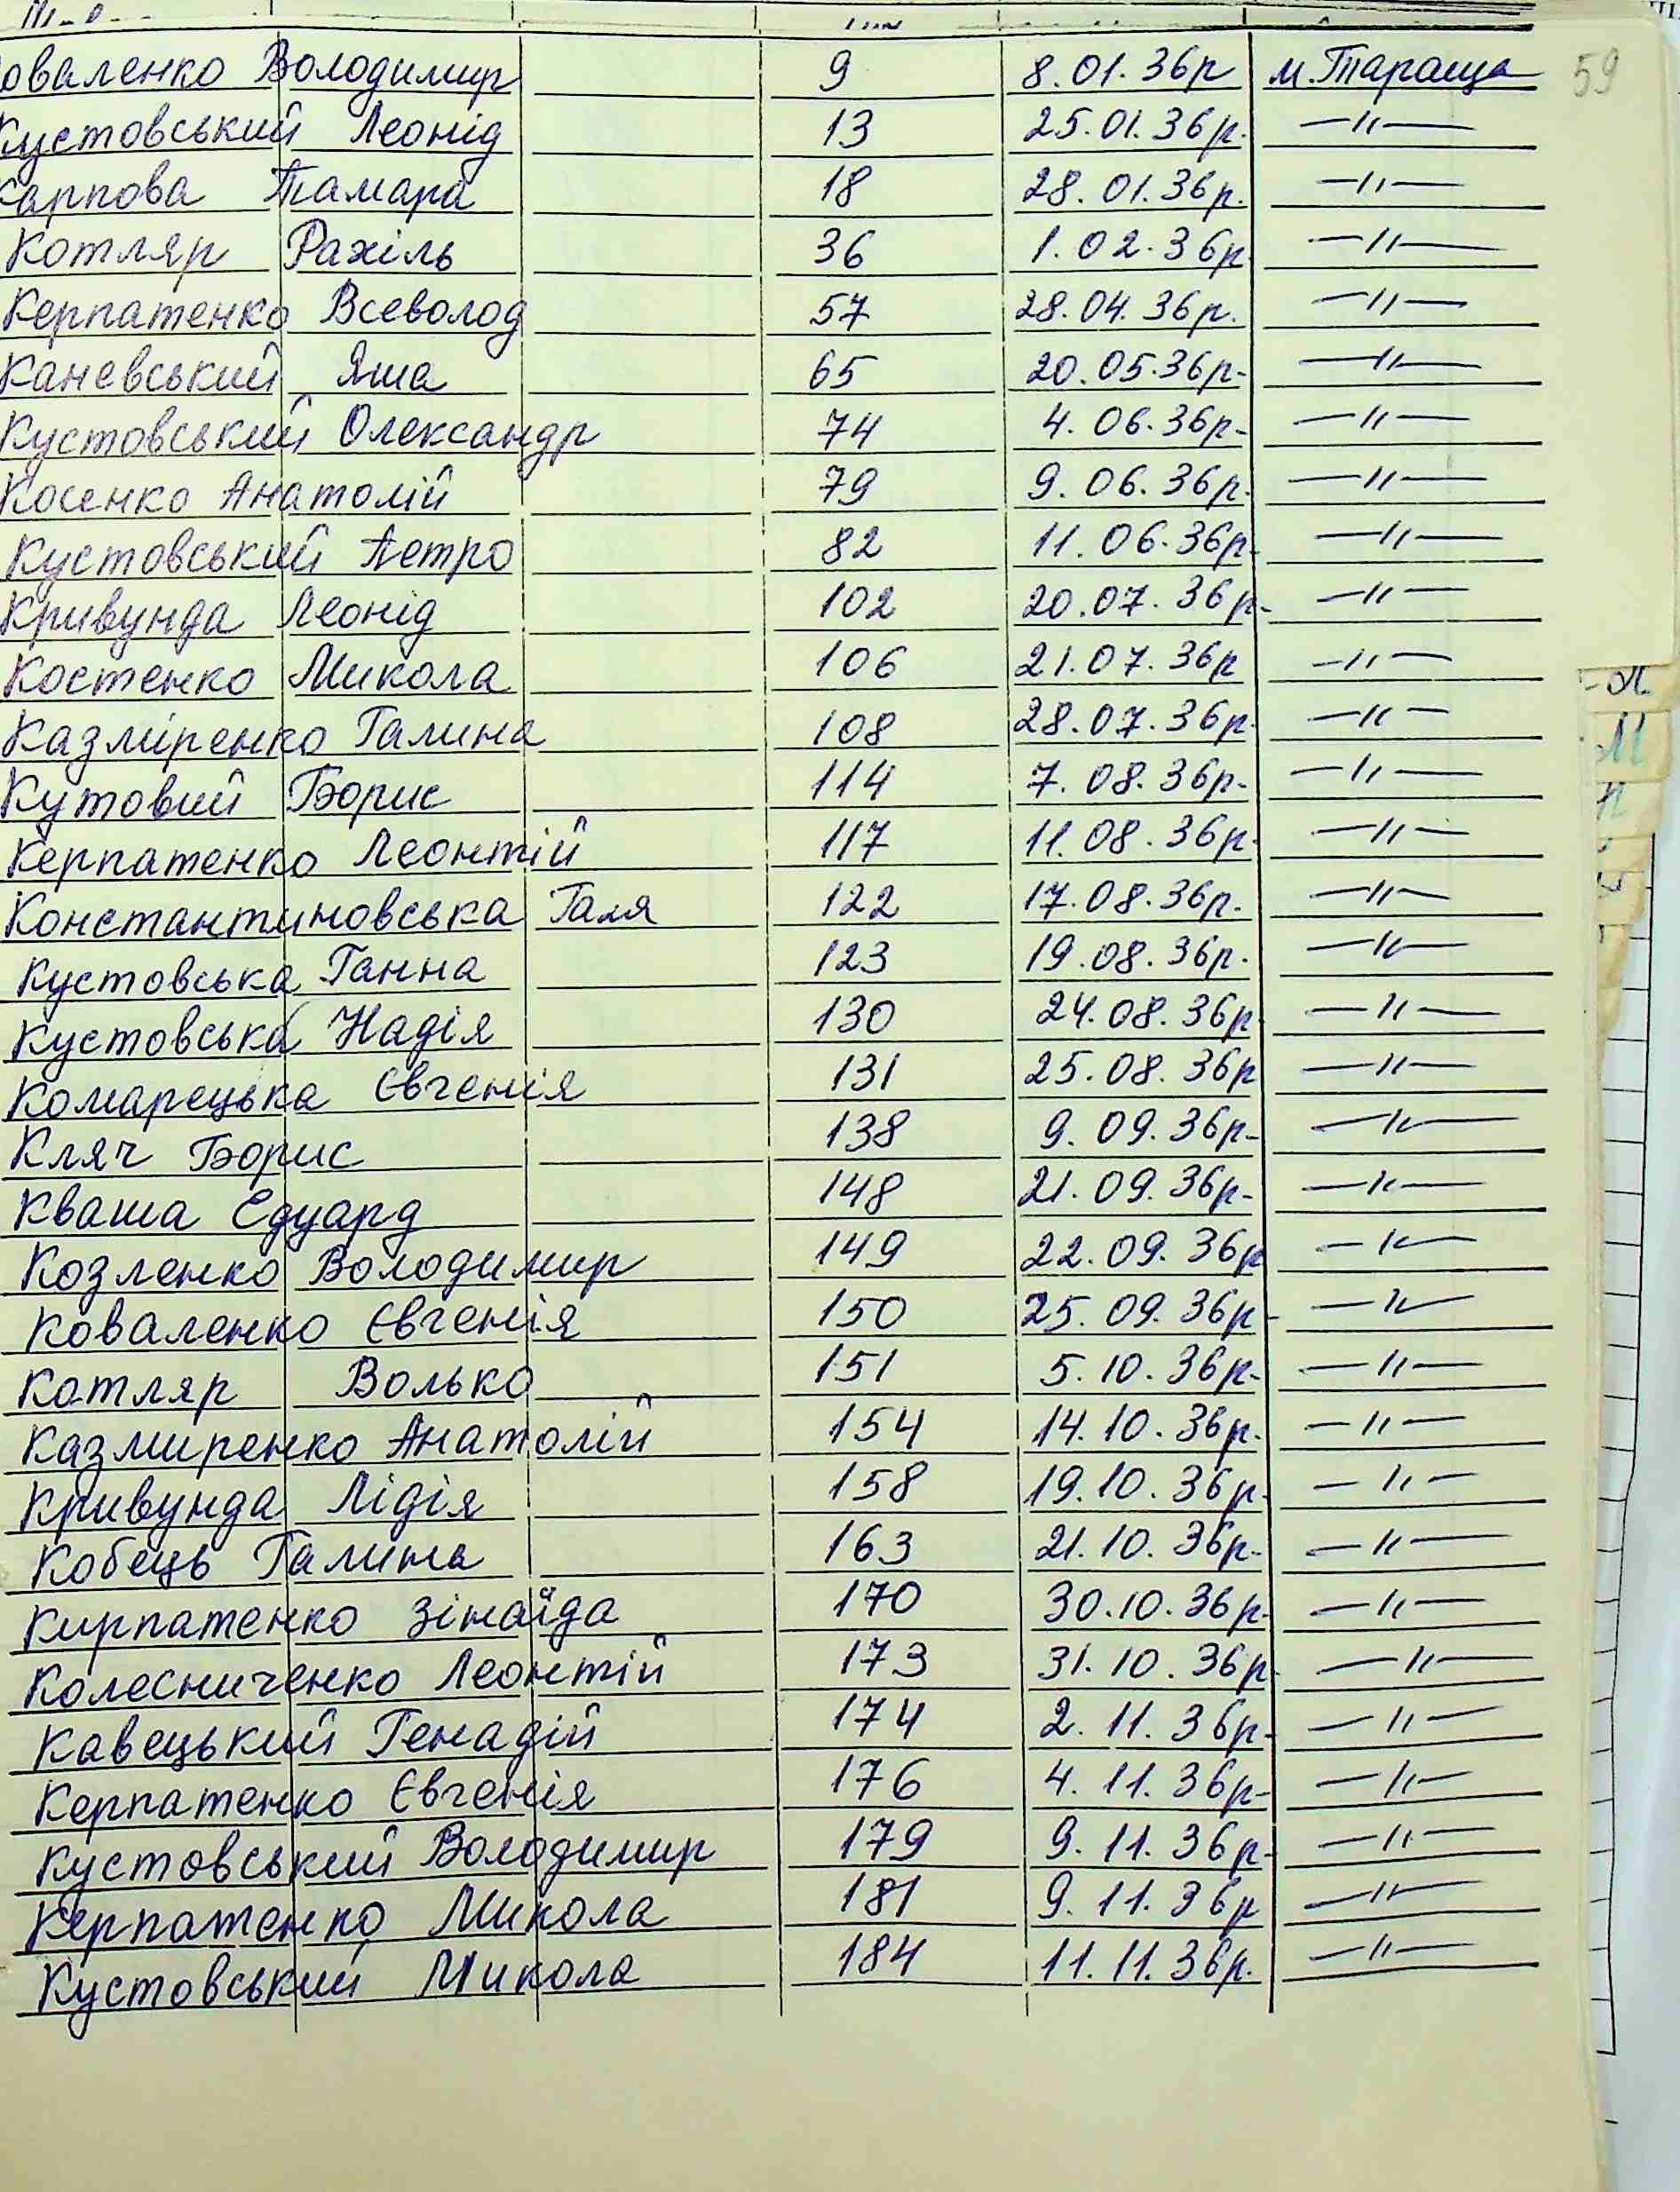 оваленко Володимир 9 8.01.36р м. Тараща 59
Кустовський Леонід 13 25.01.36р. —"—
Карпова Тамара 18 28.01.36р. —"—
Котляр Рахіль 36 1.02.36р —"—
Керпатенко Всеволод 57 28.04.36р. —"—
Каневський Яша 65 20.05.36р. —"—
Кустовський Олександр 74 4.06.36р. —"—
Косенко Анатолій 79 9.06.36р. —"—
Кустовський Петро 82 11.06.36р. —"—
Кривунда Леонід 102 20.07.36р. —"—
Костенко Микола 106 21.07.36р —"—
Казміренко Галина 108 28.07.36р. —"—
Кутовий Борис 114 7.08.36р. —"—
Керпатенко Леонтій 117 11.08.36р. —"—
Константиновська Галя 122 17.08.36р. —"—
Кустовська Ганна 123 19.08.36р. —"—
Кустовська Надія 130 24.08.36р. —"—
Комарецька Євгенія 131 25.08.36р —"—
Кляч Борис 138 9.09.36р. —"—
Кваша Едуард 148 21.09.36р. —"—
Козленко Володимир 149 22.09.36р —"—
Коваленко Євгенія 150 25.09.36р. —"—
Котляр Волько 151 5.10.36р. —"—
Казмиренко Анатолій 154 14.10.36р. —"—
Кривунда Лідія 158 19.10.36р. —"—
Кобець Галина 163 21.10.36р. —"—
Кирпатенко Зінаїда 170 30.10.36р. —"—
Колесниченко Леонтій 173 31.10.36р. —"—
Кавецький Генадій 174 2.11.36р. —"—
Керпатенко Євгенія 176 4.11.36р. —"—
Кустовський Володимир 179 9.11.36р. —"—
Керпатенко Микола 181 9.11.36р —"—
Кустовський Микола 184 11.11.36р. —"—